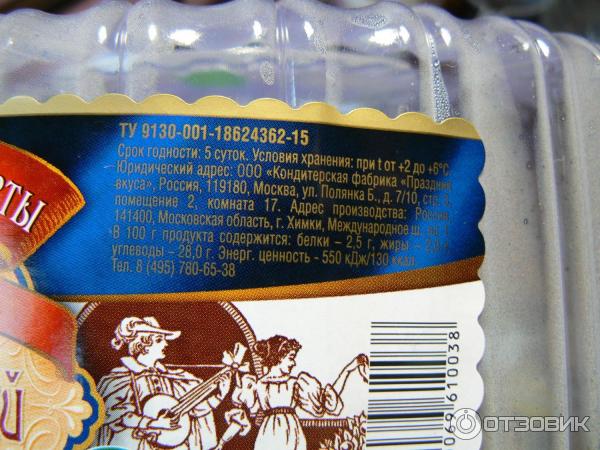 ТУ 9130-001-18624362-15
Срок годности: 5 суток. Условия хранения: при t от +2 до +6°С
Юридический адрес: ООО «Кондитерская фабрика «Праздник
вкуса», Россия, 119180, Москва, ул. Полянка Б., д. 7/10, стр. 3,
помещение 2, комната 17. Адрес производства: Россия,
141400, Московская область, г. Химки, Международное ш.,
В 100 г продукта содержится: белки – 2,5 г, жиры –
углеводы – 28,0 г. Энерг. ценность - 550 кДж/130 ккал.
Тел. 8 (495) 780-65-38
РТЫ
Й
610038
ОТЗОВИК